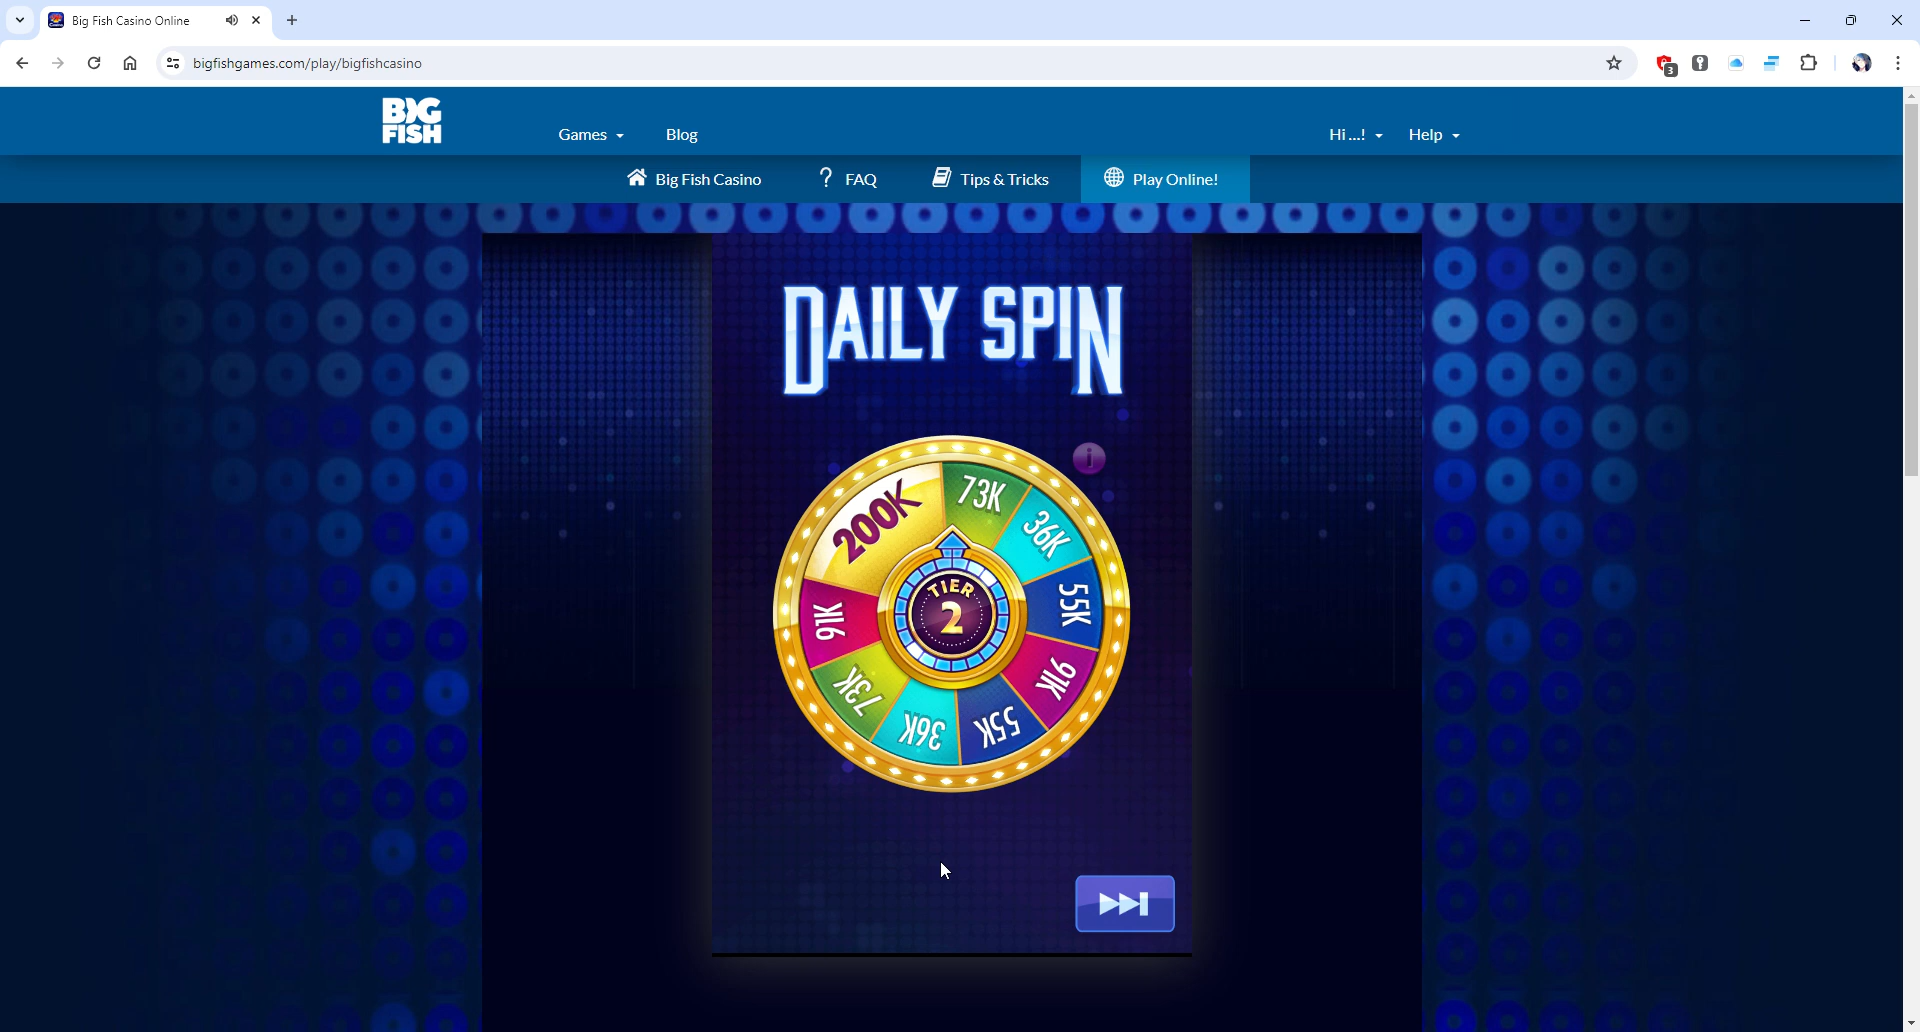 Big Fish Casino Online
bigfishgames.com/play/bigfishcasino
3
BIG
FISH
Games
Blog
Hi ...!
Help
Big Fish Casino
? FAQ
Tips & Tricks
Play Online!
DAILY SPIN
i
200K
73K
36K
55K
91K
55K
36K
73K
91K
TIER
2